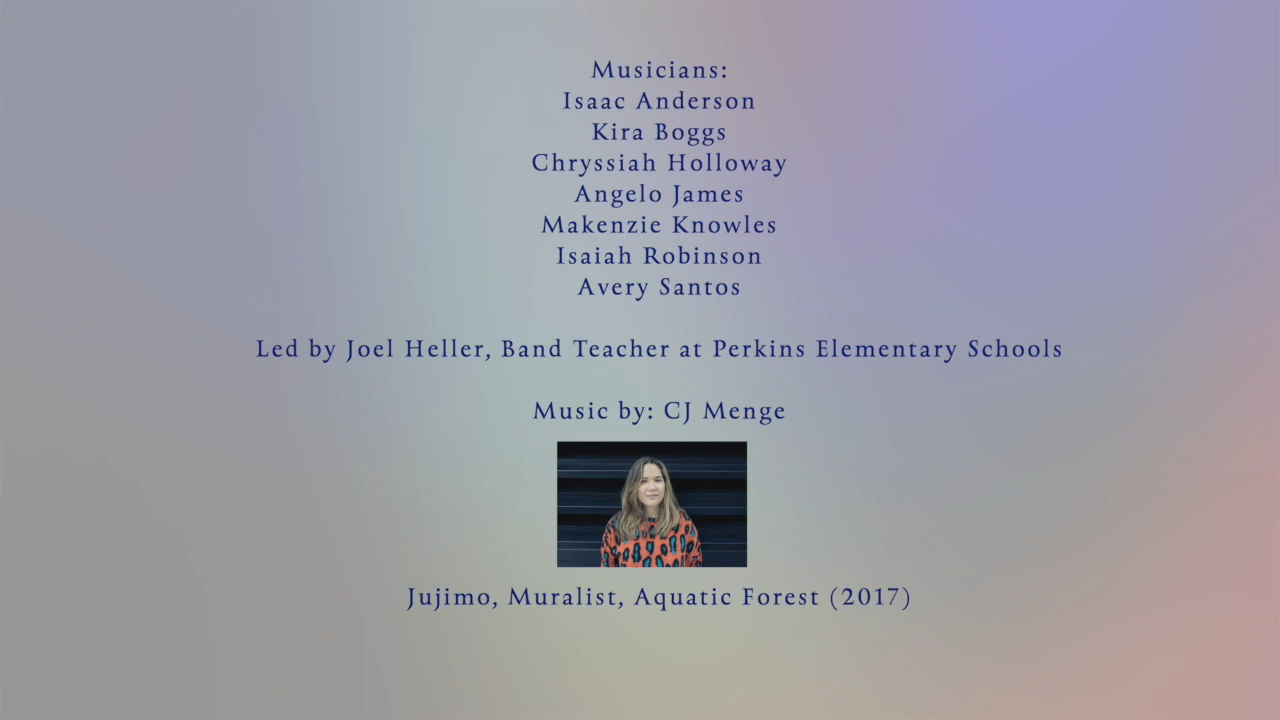 Musicians:
Isaac Anderson
Kira Boggs
Chryssiah Holloway
Angelo James
Makenzie Knowles
Isaiah Robinson
Avery Santos
Led by Joel Heller, Band Teacher at Perkins Elementary Schools
Music by: CJ Menge
Jujimo, Muralist, Aquatic Forest (2017)